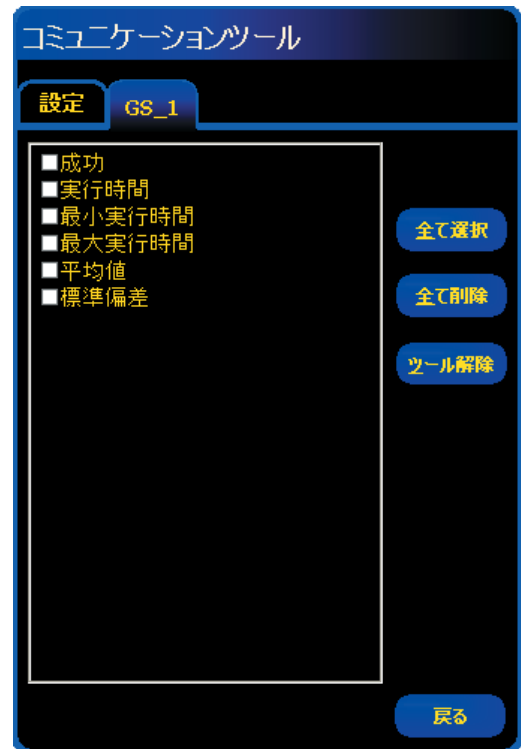 コミュニケーションツール
設定
GS_1
成功
実行時間
最小実行時間
最大実行時間
平均値
標準偏差
全て選択
全て削除
ツール解除
戻る